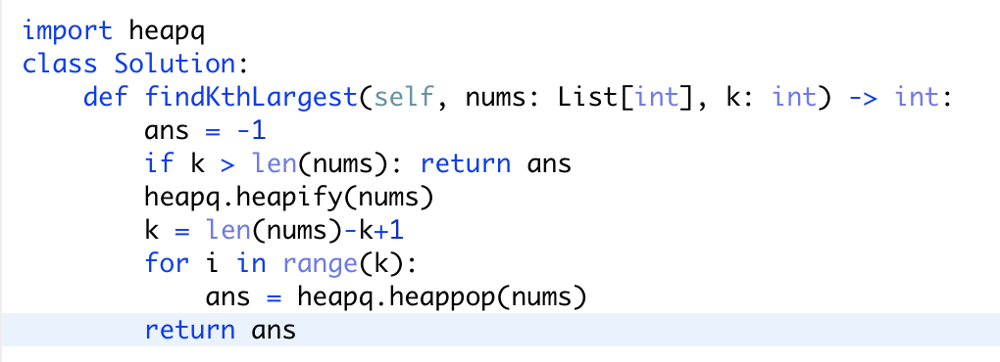 import heapq
class Solution:
    def findKthLargest(self, nums: List[int], k: int) -> int:
        ans = -1
        if k > len(nums): return ans
        heapq.heapify(nums)
        k = len(nums)-k+1
        for i in range(k):
            ans = heapq.heappop(nums)
        return ans